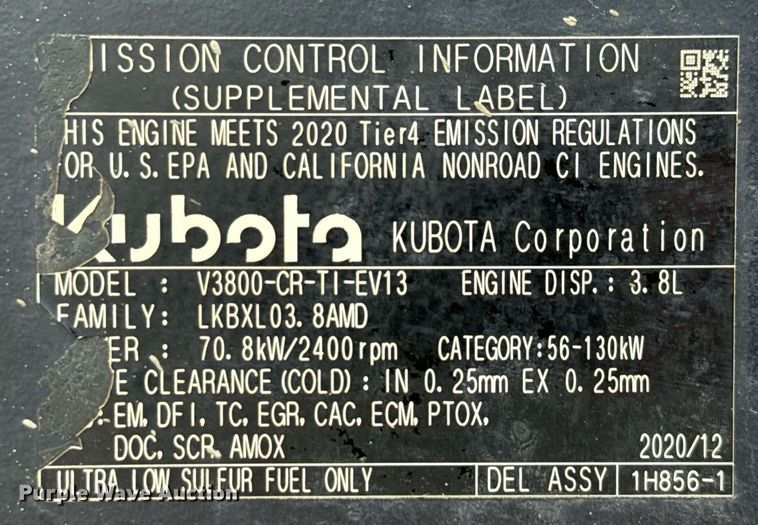 ISSION CONTROL INFORMATION
(SUPPLEMENTAL LABEL)
HIS ENGINE MEETS 2020 Tier4 EMISSION REGULATIONS
FOR U.S. EPA AND CALIFORNIA NONROAD CI ENGINES.
Kubota KUBOTA Corporation
MODEL : V3800-CR-TI-EV13 ENGINE DISP.: 3.8L
FAMILY: LKBXL03.8AMD
ER : 70.8kW/2400rpm CATEGORY:56-130kW
E CLEARANCE(COLD): IN 0.25mm EX 0.25mm
:EM, DFI, TC, EGR, CAC, ECM, PTOX,
DOC, SCR, AMOX 2020/12
ULTRA LOW SULFUR FUEL ONLY DEL ASSY 1H856-1
Purple Wave Auction